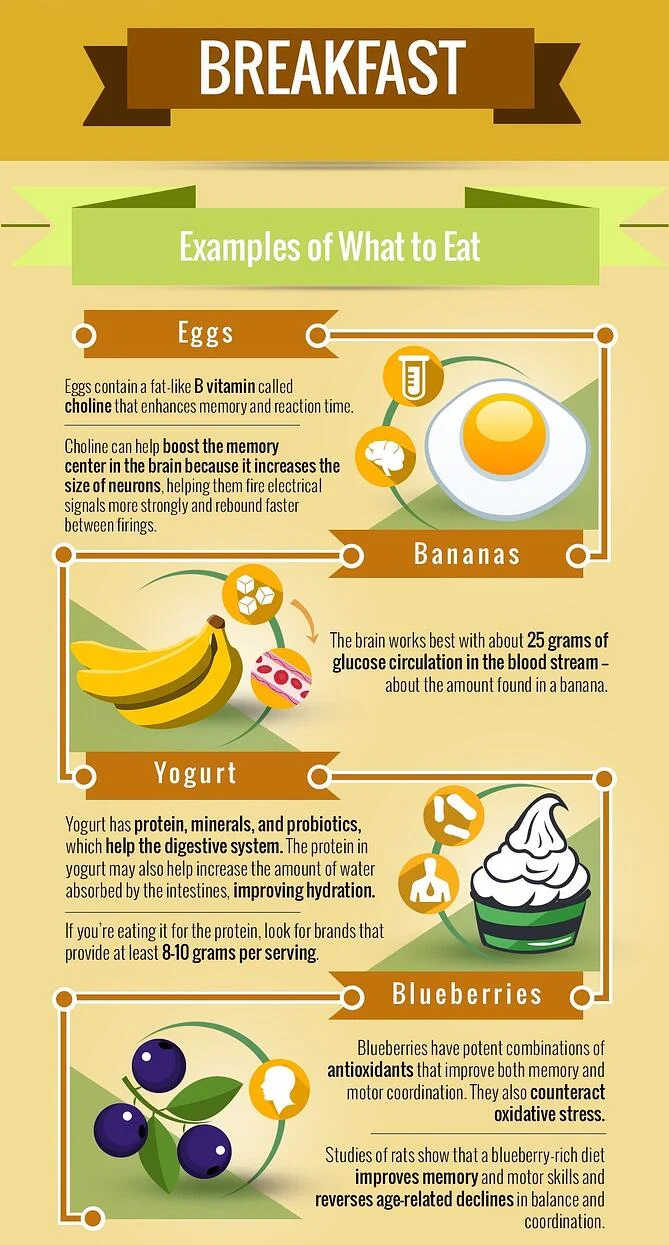 BREAKFAST
Examples of What to Eat
Eggs
Eggs contain a fat-like B vitamin called
choline that enhances memory and reaction time.
Choline can help boost the memory
center in the brain because it increases the
size of neurons, helping them fire electrical
signals more strongly and rebound faster
between firings.
Bananas
The brain works best with about 25 grams of
glucose circulation in the blood stream –
about the amount found in a banana.
Yogurt
Yogurt has protein, minerals, and probiotics,
which help the digestive system. The protein in
yogurt may also help increase the amount of water
absorbed by the intestines, improving hydration.
If you're eating it for the protein, look for brands that
provide at least 8-10 grams per serving.
Blueberries
Blueberries have potent combinations of
antioxidants that improve both memory and
motor coordination. They also counteract
oxidative stress.
Studies of rats show that a blueberry-rich diet
improves memory and motor skills and
reverses age-related declines in balance and
coordination.